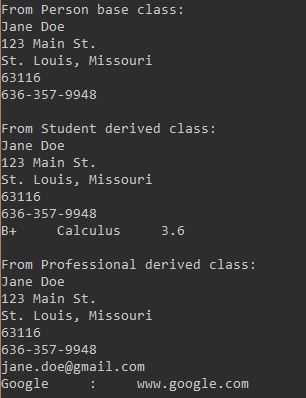 From Person base class:
Jane Doe
123 Main St.
St. Louis, Missouri
63116
636-357-9948

From Student derived class:
Jane Doe
123 Main St.
St. Louis, Missouri
63116
636-357-9948
B+     Calculus     3.6

From Professional derived class:
Jane Doe
123 Main St.
St. Louis, Missouri
63116
636-357-9948
jane.doe@gmail.com
Google     :     www.google.com